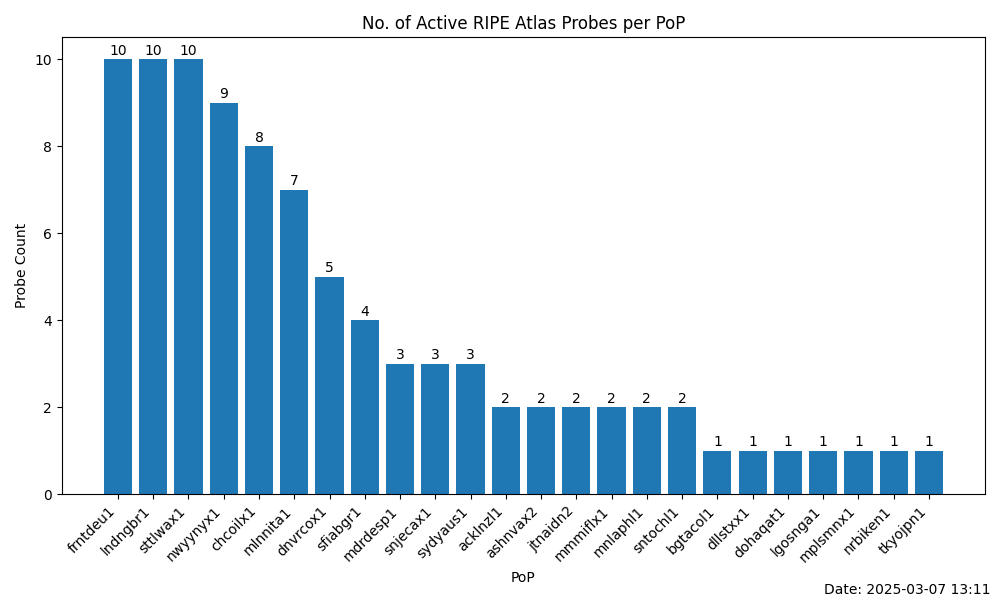 No. of Active RIPE Atlas Probes per PoP
Probe Count
10
8
6
4
2
0
10 10 10 9 8 7 5 4 3 3 3 2 2 2 2 2 2 1 1 1 1 1 1 1
frntdeu1 lndngbr1 sttlwax1 nwyynyx1 chcoilx1 mlnnita1 dnvrcox1 sfiabgr1 mdrdesp1 snjecax1 sydyaus1 acklnzl1 ashnvax2 jtnaidn2 mmmiflx1 mnlaphl1 sntochl1 bgtacol1 dllstxx1 dohaqat1 lgosnga1 mplsmnx1 nrbiken1 tkyojpn1
PoP
Date: 2025-03-07 13:11